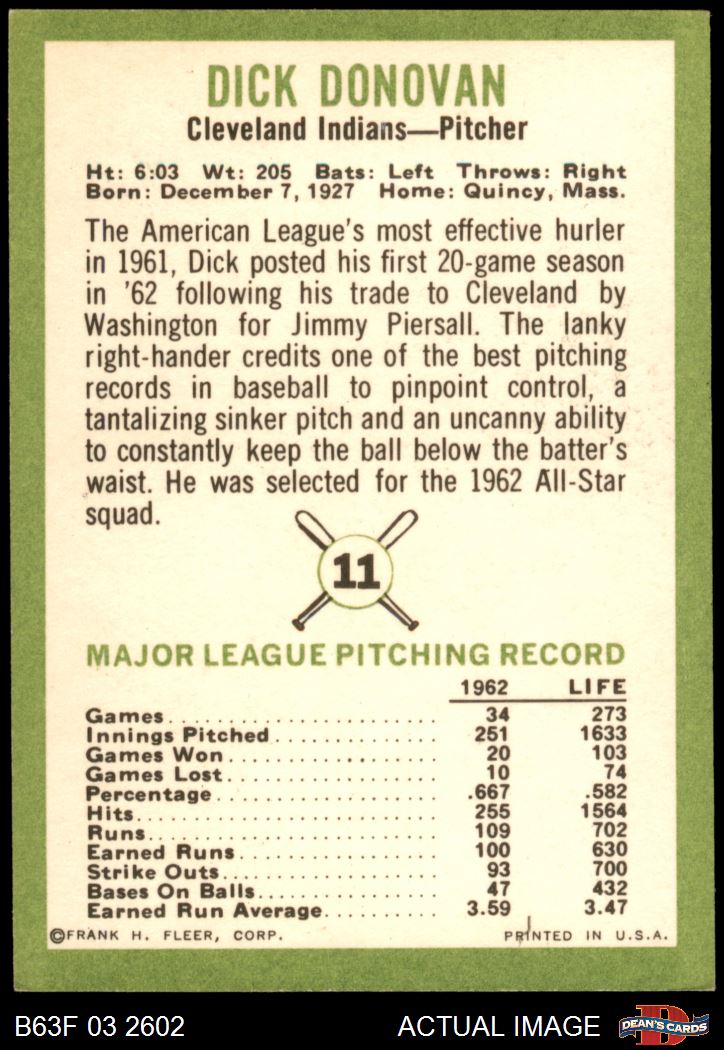 DICK DONOVAN
Cleveland Indians—Pitcher
Ht: 6:03 Wt: 205 Bats: Left Throws: Right
Born: December 7, 1927 Home: Quincy, Mass.
The American League's most effective hurler
in 1961, Dick posted his first 20-game season
in '62 following his trade to Cleveland by
Washington for Jimmy Piersall. The lanky
right-hander credits one of the best pitching
records in baseball to pinpoint control, a
tantalizing sinker pitch and an uncanny ability
to constantly keep the ball below the batter's
waist. He was selected for the 1962 All-Star
squad.
11
MAJOR LEAGUE PITCHING RECORD
1962 LIFE
Games 34 273
Innings Pitched 251 1633
Games Won 20 103
Games Lost 10 74
Percentage .667 .582
Hits 255 1564
Runs 109 702
Earned Runs 100 630
Strike Outs 93 700
Bases On Balls 47 432
Earned Run Average 3.59 3.47
©FRANK H. FLEER, CORP. PRINTED IN U.S.A.
B63F 03 2602 ACTUAL IMAGE D DEAN'S CARDS